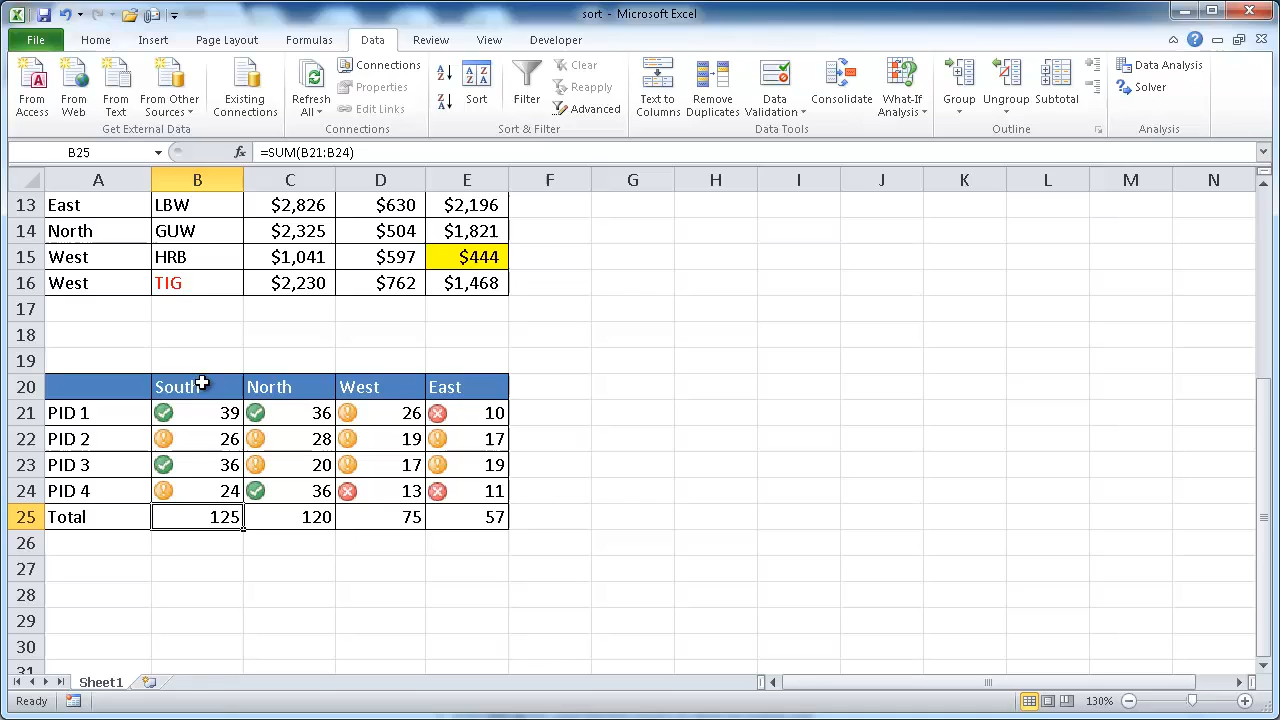 sort - Microsoft Excel
File Home Insert Page Layout Formulas Data Review View Developer
From Access
From Web
From Text
From Other Sources
Existing Connections
Get External Data
Refresh All
Connections
Properties
Edit Links
Connections
Sort
Filter
Clear
Reapply
Advanced
Sort & Filter
Text to Columns
Remove Duplicates
Data Validation
Consolidate
What-If Analysis
Data Tools
Group
Ungroup
Subtotal
Outline
Data Analysis
Solver
Analysis
B25 fx =SUM(B21:B24)
A B C D E F G H I J K L M N
13 East LBW $2,826 $630 $2,196
14 North GUW $2,325 $504 $1,821
15 West HRB $1,041 $597 $444
16 West TIG $2,230 $762 $1,468
17
18
19
20 South North West East
21 PID 1 39 36 26 10
22 PID 2 26 28 19 17
23 PID 3 36 20 17 19
24 PID 4 24 36 13 11
25 Total 125 120 75 57
26
27
28
29
30
31
Sheet1
Ready 130%